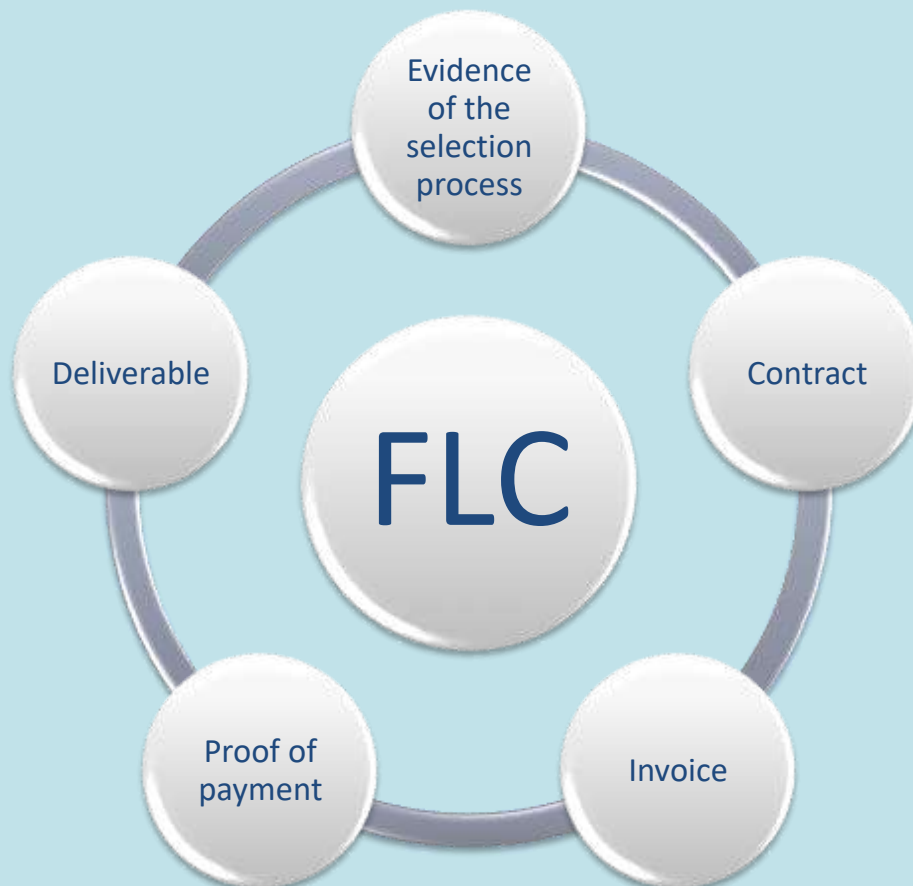 Evidence
of the
selection
process
Contract
Invoice
Proof of
payment
Deliverable
FLC